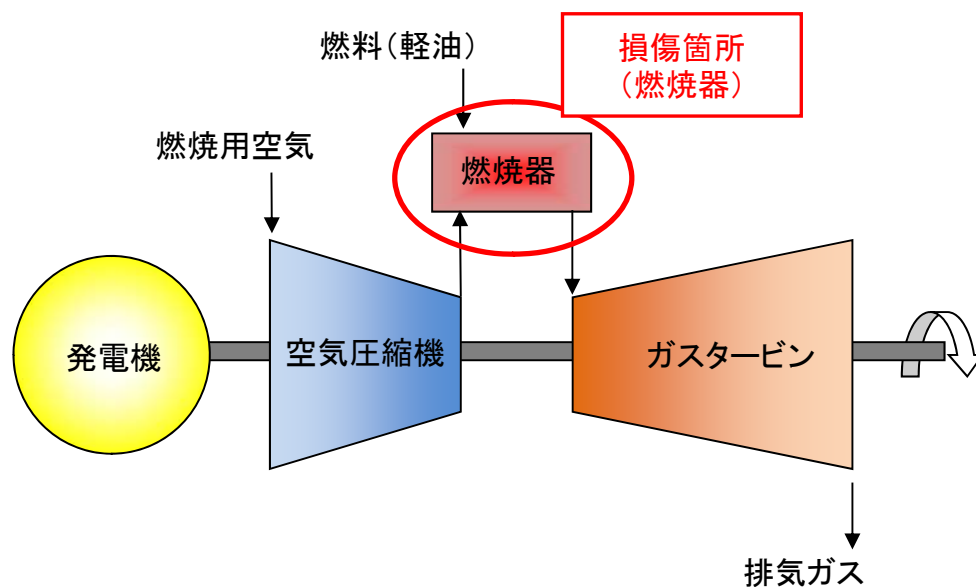 燃料（軽油）
損傷箇所
（燃焼器）
燃焼用空気
燃焼器
発電機
空気圧縮機
ガスタービン
排気ガス